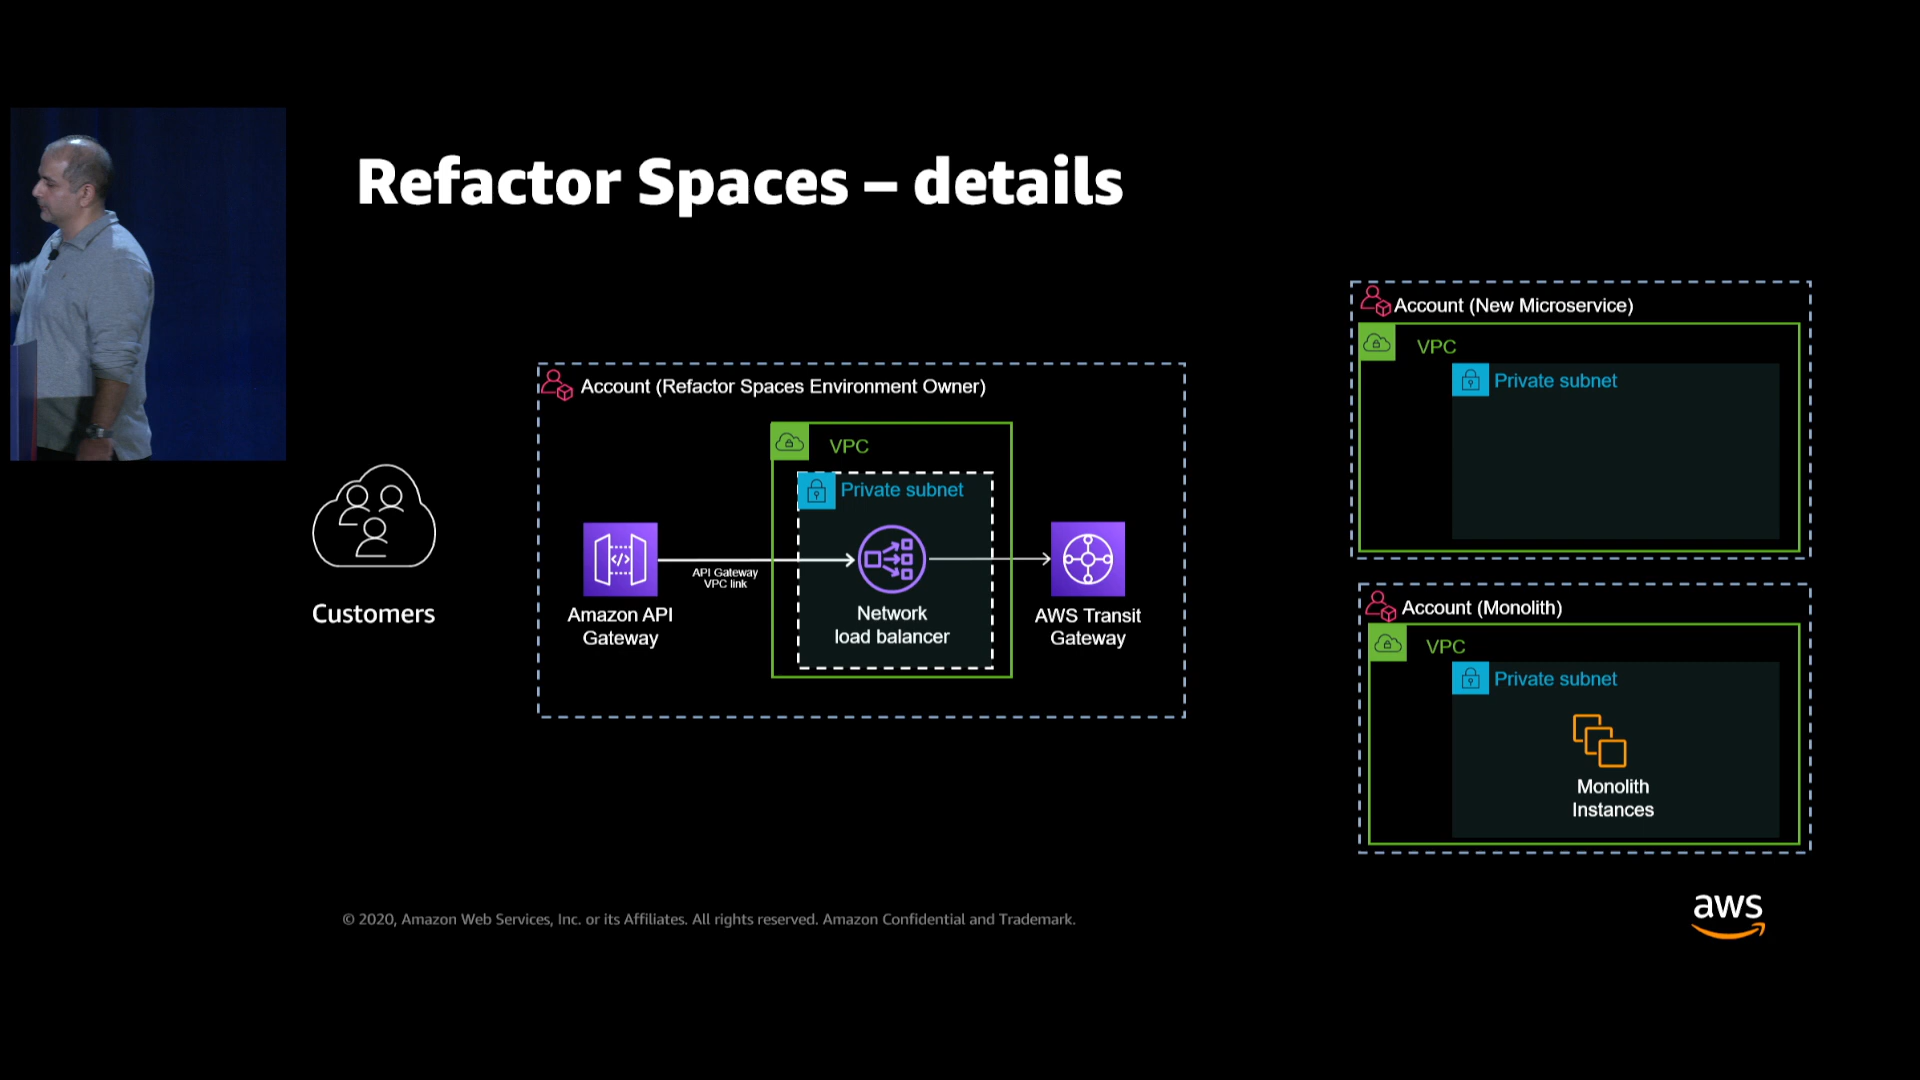 Refactor Spaces – details
Customers
Account (Refactor Spaces Environment Owner)
VPC
Private subnet
API Gateway
VPC link
Amazon API
Gateway
Network
load balancer
AWS Transit
Gateway
Account (New Microservice)
VPC
Private subnet
Account (Monolith)
VPC
Private subnet
Monolith
Instances
© 2020, Amazon Web Services, Inc. or its Affiliates. All rights reserved. Amazon Confidential and Trademark.
aws